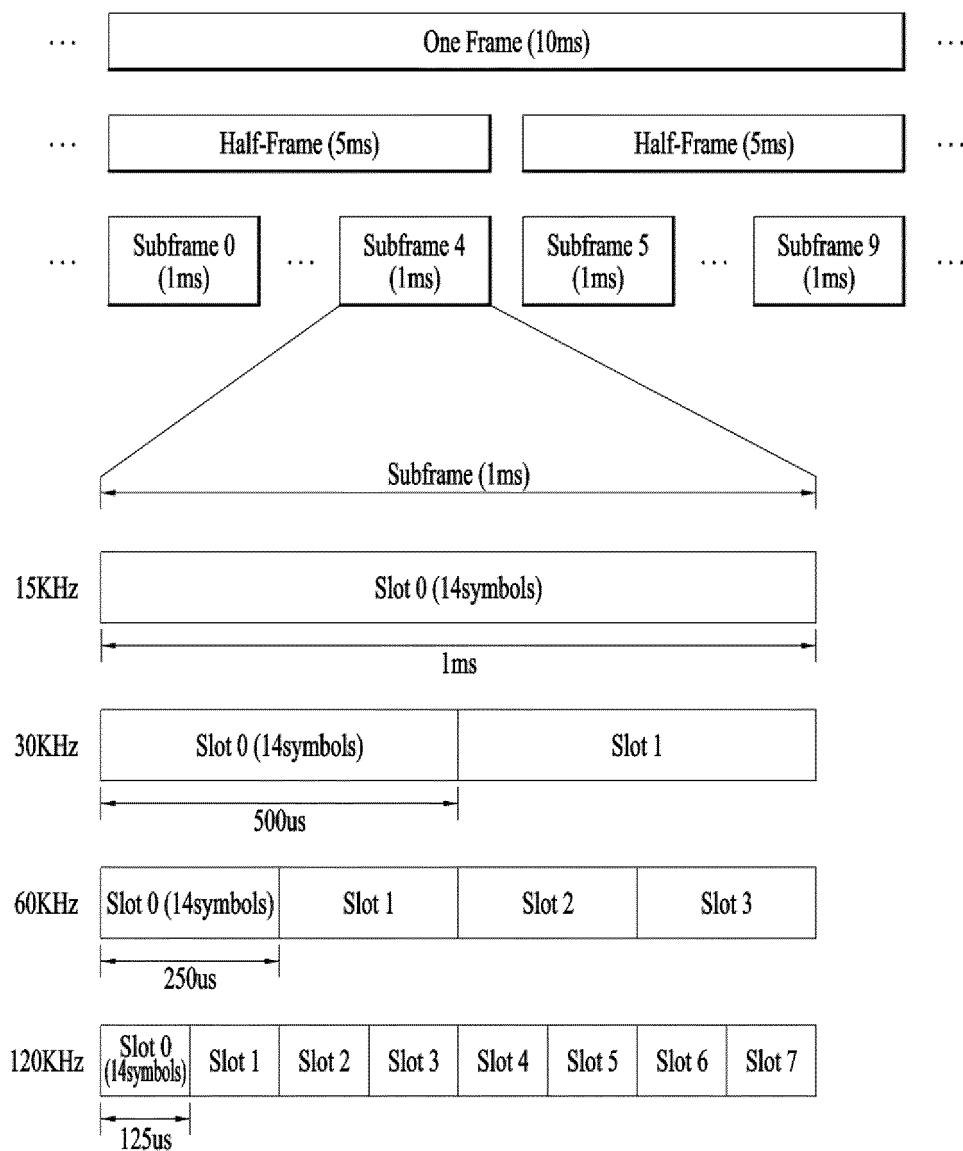 ... One Frame (10ms) ...
... Half-Frame (5ms) Half-Frame (5ms) ...
... Subframe 0 ... Subframe 4 Subframe 5 ... Subframe 9 ...
(1ms) (1ms) (1ms) (1ms)
Subframe (1ms)
15KHz Slot 0 (14symbols)
1ms
30KHz Slot 0 (14symbols) Slot 1
500us
60KHz Slot 0 (14symbols) Slot 1 Slot 2 Slot 3
250us
120KHz Slot 0 (14symbols) Slot 1 Slot 2 Slot 3 Slot 4 Slot 5 Slot 6 Slot 7
125us